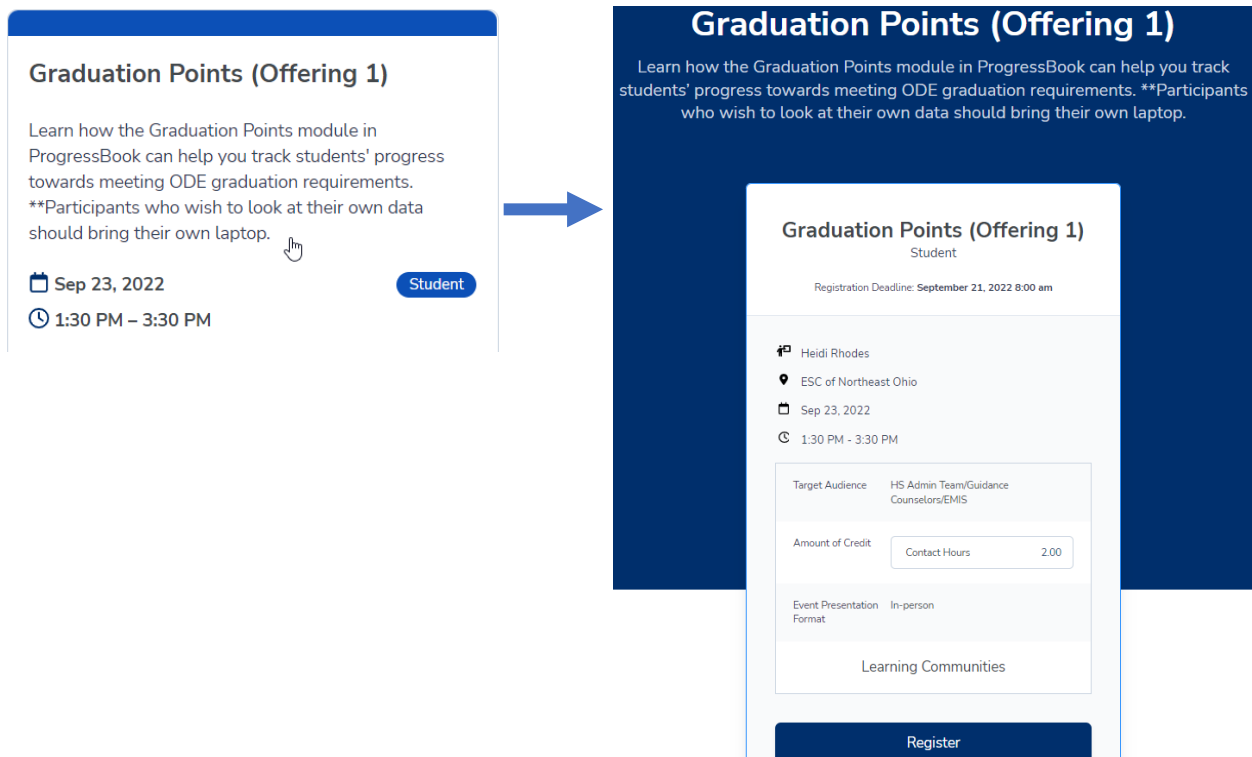 Graduation Points (Offering 1)
Learn how the Graduation Points module in
ProgressBook can help you track students' progress
towards meeting ODE graduation requirements.
**Participants who wish to look at their own data
should bring their own laptop.
Sep 23, 2022
Student
1:30 PM – 3:30 PM
Graduation Points (Offering 1)
Learn how the Graduation Points module in ProgressBook can help you track
students’ progress towards meeting ODE graduation requirements. **Participants
who wish to look at their own data should bring their own laptop.
Graduation Points (Offering 1)
Student
Registration Deadline: September 21, 2022 8:00 am
Heidi Rhodes
ESC of Northeast Ohio
Sep 23, 2022
1:30 PM - 3:30 PM
Target Audience HS Admin Team/Guidance
Counselors/EMIS
Amount of Credit Contact Hours 2.00
Event Presentation In-person
Format
Learning Communities
Register